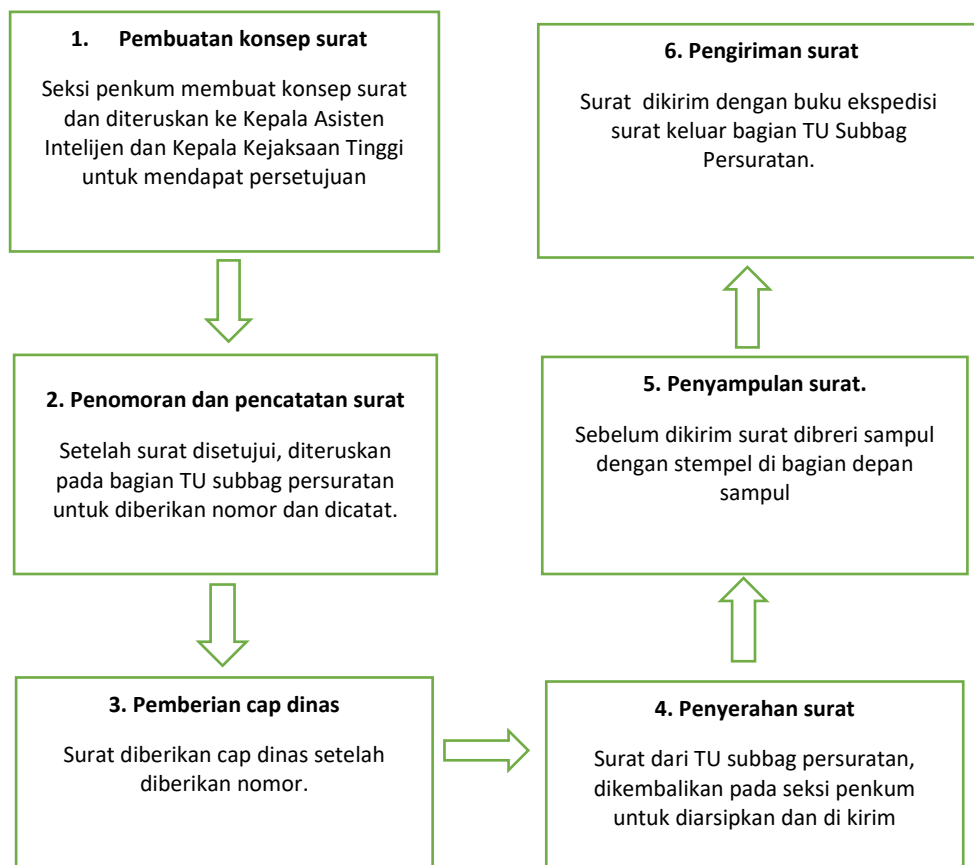 1. Pembuatan konsep surat
Seksi penkum membuat konsep surat
dan diteruskan ke Kepala Asisten
Intelijen dan Kepala Kejaksaan Tinggi
untuk mendapat persetujuan
2. Penomoran dan pencatatan surat
Setelah surat disetujui, diteruskan
pada bagian TU subbag persuratan
untuk diberikan nomor dan dicatat.
3. Pemberian cap dinas
Surat diberikan cap dinas setelah
diberikan nomor.
4. Penyerahan surat
Surat dari TU subbag persuratan,
dikembalikan pada seksi penkum
untuk diarsipkan dan di kirim
5. Penyampulan surat.
Sebelum dikirim surat dibreri sampul
dengan stempel di bagian depan
sampul
6. Pengiriman surat
Surat  dikirim dengan buku ekspedisi
surat keluar bagian TU Subbag
Persuratan.